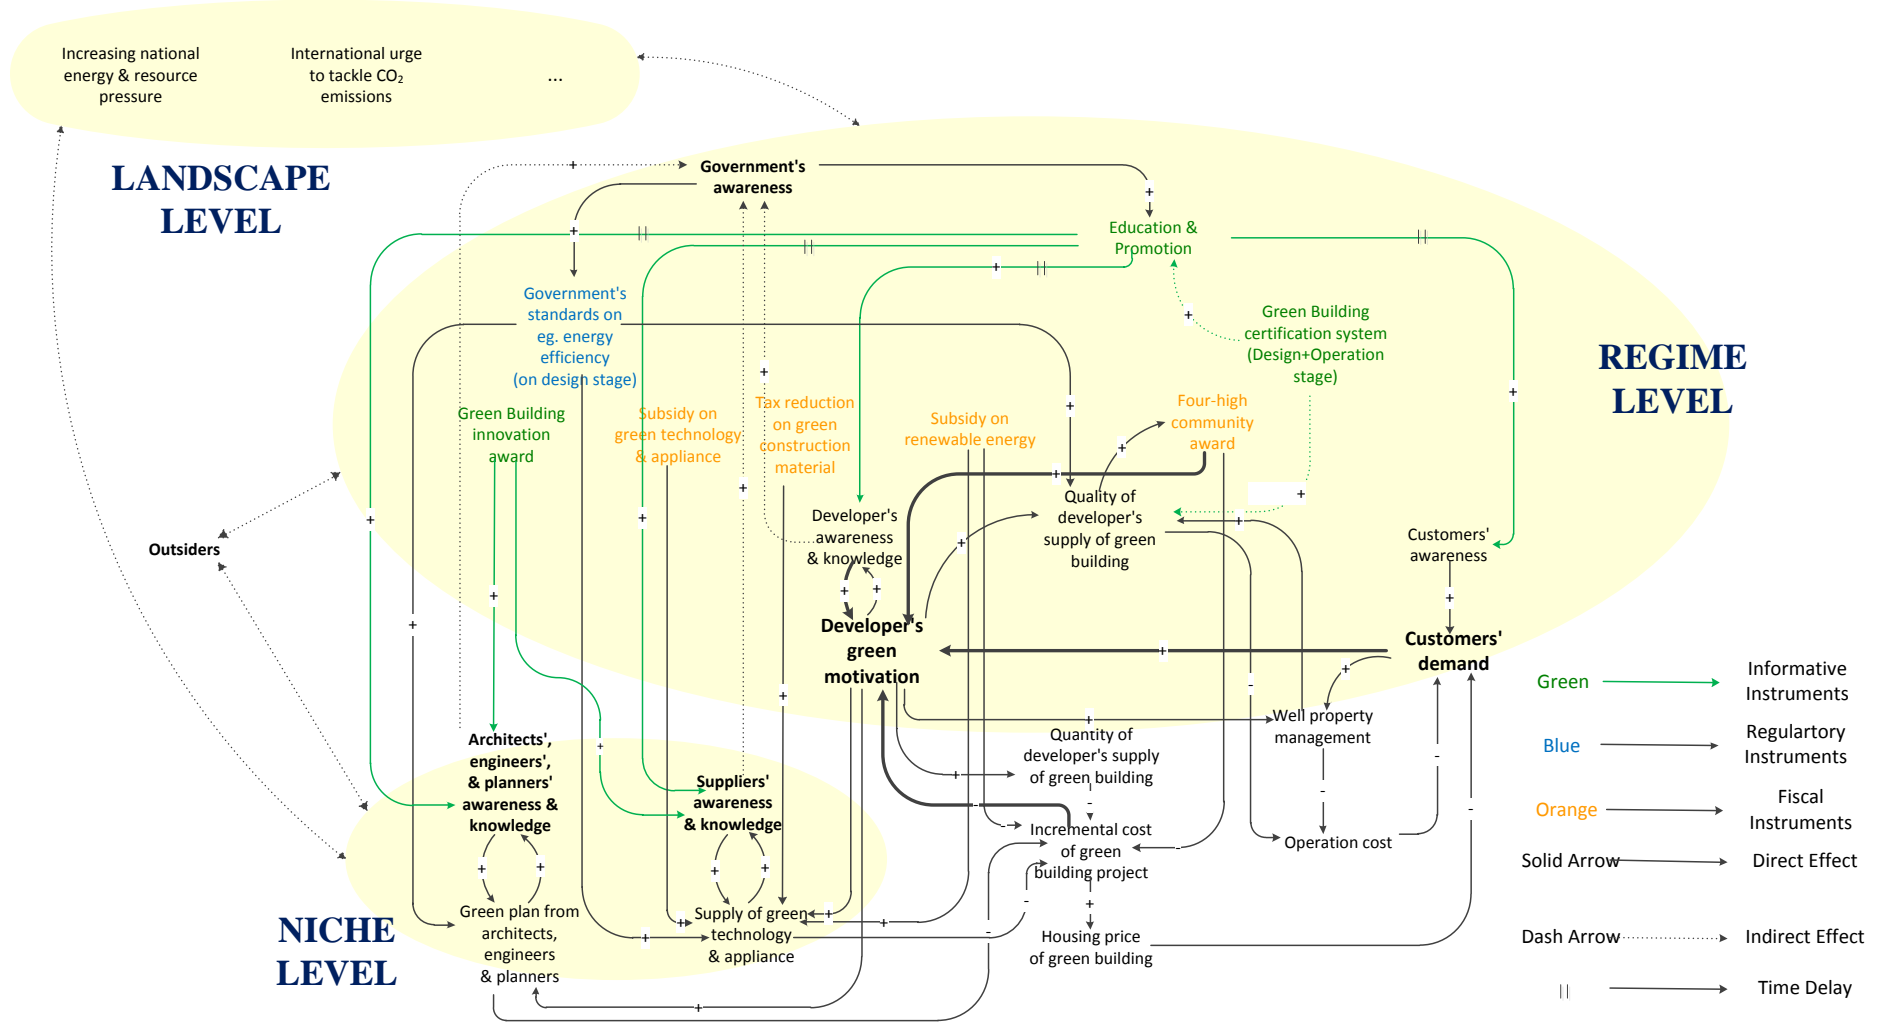 Increasing national
energy & resource
pressure
International urge
to tackle CO₂
emissions
...
LANDSCAPE
LEVEL
Government's
awareness
Education &
Promotion
Government's
standards on
eg. energy
efficiency
(on design stage)
Green Building
certification system
(Design+Operation
stage)
REGIME
LEVEL
Green Building
innovation
award
Subsidy on
green technology
& appliance
Tax reduction
on green
construction
material
Subsidy on
renewable energy
Four-high
community
award
Quality of
developer's
supply of green
building
Developer's
awareness
& knowledge
Customers'
awareness
Outsiders
Developer's
green
motivation
Customers'
demand
Well property
management
Quantity of
developer's supply
of green building
Architects',
engineers',
& planners'
awareness &
knowledge
Suppliers'
awareness
& knowledge
Incremental cost
of green
building project
Operation cost
Green plan from
architects,
engineers
& planners
Supply of green
technology
& appliance
Housing price
of green building
NICHE
LEVEL
Green
Informative
Instruments
Blue
Regulartory
Instruments
Orange
Fiscal
Instruments
Solid Arrow
Direct Effect
Dash Arrow
Indirect Effect
||
Time Delay